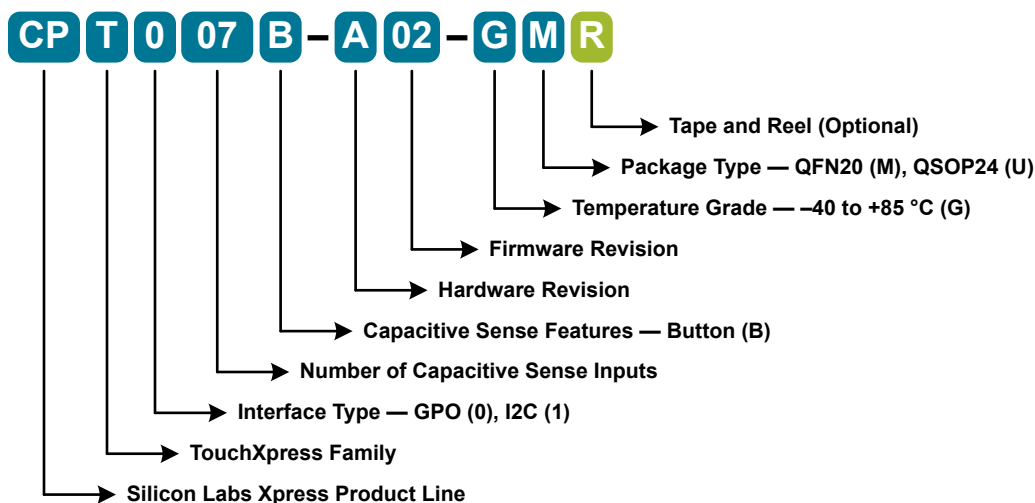 CP T 0 07 B – A 02 – G M R
Tape and Reel (Optional)
Package Type — QFN20 (M), QSOP24 (U)
Temperature Grade — –40 to +85 °C (G)
Firmware Revision
Hardware Revision
Capacitive Sense Features — Button (B)
Number of Capacitive Sense Inputs
Interface Type — GPO (0), I2C (1)
TouchXpress Family
Silicon Labs Xpress Product Line